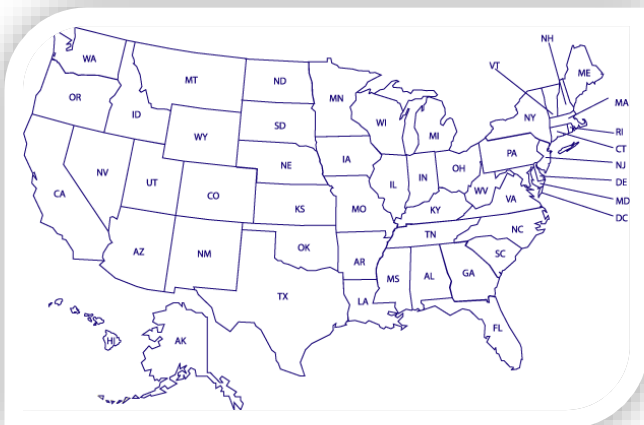 NH
VT
WA
MT
ND
ME
MN
OR
MA
ID
SD
WI
NY
WY
MI
RI
CT
NE
IA
PA
NJ
NV
OH
UT
IL
IN
DE
CO
WV
CA
VA
MD
KS
MO
KY
DC
NC
TN
OK
AZ
NM
AR
SC
MS
AL
GA
TX
LA
FL
HI
AK